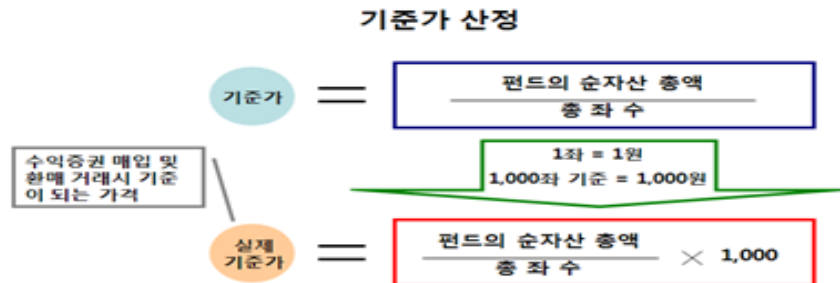 기준가 산정
기준가 = 펀드의 순자산 총액
총 좌 수
1좌 = 1원
1,000좌 기준 = 1,000원
수익증권 매입 및
환매 거래시 기준
이 되는 가격
실제
기준가 = 펀드의 순자산 총액
총 좌 수 × 1,000